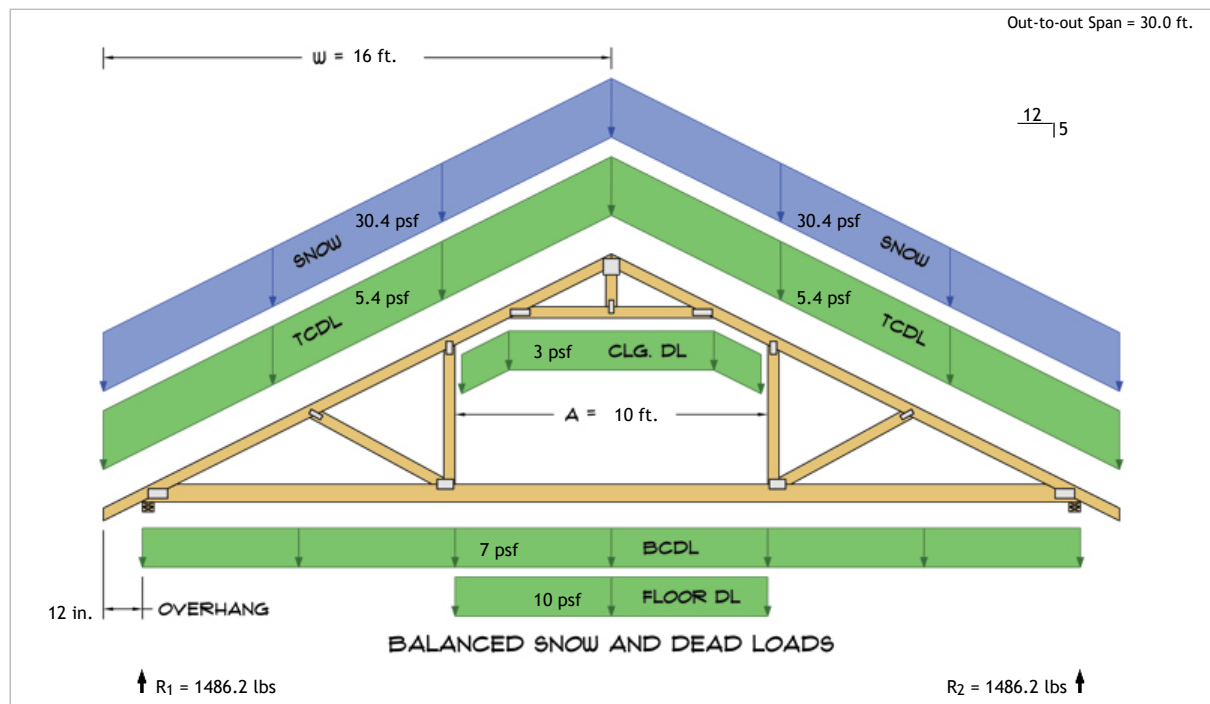 Out-to-out Span = 30.0 ft.
W = 16 ft.
12
5
30.4 psf
30.4 psf
SNOW
SNOW
5.4 psf
5.4 psf
TCDL
TCDL
3 psf CLG. DL
A = 10 ft.
7 psf BCDL
10 psf FLOOR DL
12 in. OVERHANG
BALANCED SNOW AND DEAD LOADS
R1 = 1486.2 lbs
R2 = 1486.2 lbs